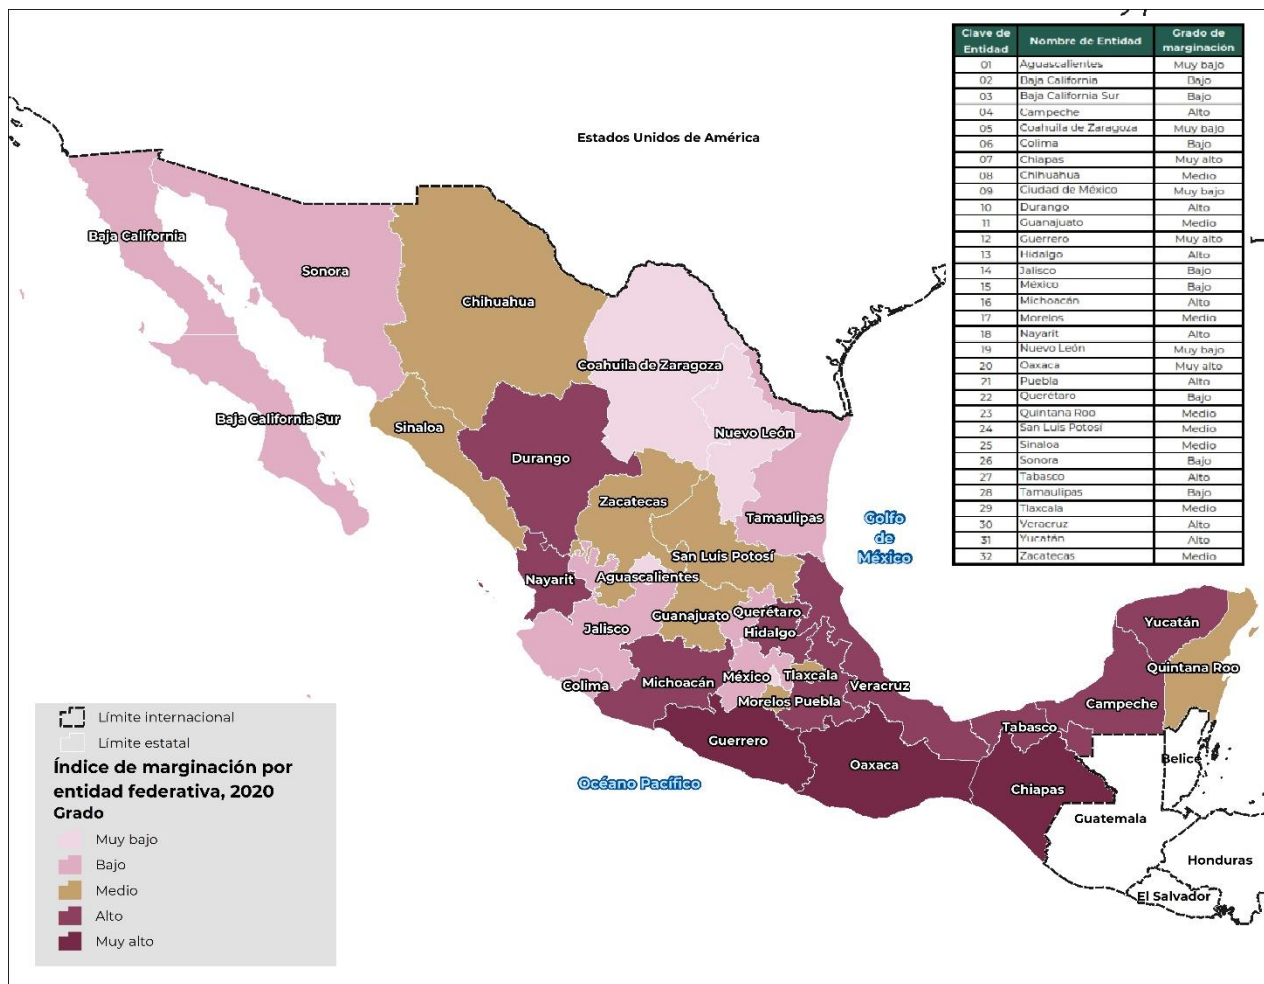 Clave de Entidad Nombre de Entidad Grado de marginación
01 Aguascalientes Muy bajo
02 Baja California Bajo
03 Baja California Sur Bajo
04 Campeche Alto
05 Coahuila de Zaragoza Muy bajo
06 Colima Bajo
07 Chiapas Muy alto
08 Chihuahua Medio
09 Ciudad de México Muy bajo
10 Durango Alto
11 Guanajuato Medio
12 Guerrero Muy alto
13 Hidalgo Alto
14 Jalisco Bajo
15 México Bajo
16 Michoacán Alto
17 Morelos Medio
18 Nayarit Alto
19 Nuevo León Muy bajo
20 Oaxaca Muy alto
21 Puebla Alto
22 Querétaro Bajo
23 Quintana Roo Medio
24 San Luis Potosí Medio
25 Sinaloa Medio
26 Sonora Bajo
27 Tabasco Alto
28 Tamaulipas Bajo
29 Tlaxcala Medio
30 Veracruz Alto
31 Yucatán Alto
32 Zacatecas Medio
Estados Unidos de América
Baja California
Sonora
Chihuahua
Coahuila de Zaragoza
Baja California Sur
Sinaloa
Nuevo León
Durango
Zacatecas
Tamaulipas
Golfo
de
México
San Luis Potosí
Nayarit
Aguascalientes
Guanajuato
Querétaro
Jalisco
Hidalgo
Yucatán
Quintana Roo
Colima
Michoacán
México
Tlaxcala
Veracruz
Morelos
Puebla
Campeche
Tabasco
Guerrero
Oaxaca
Chiapas
Belice
Océano Pacífico
Guatemala
Honduras
El Salvador
Límite internacional
Límite estatal
Índice de marginación por
entidad federativa, 2020
Grado
Muy bajo
Bajo
Medio
Alto
Muy alto